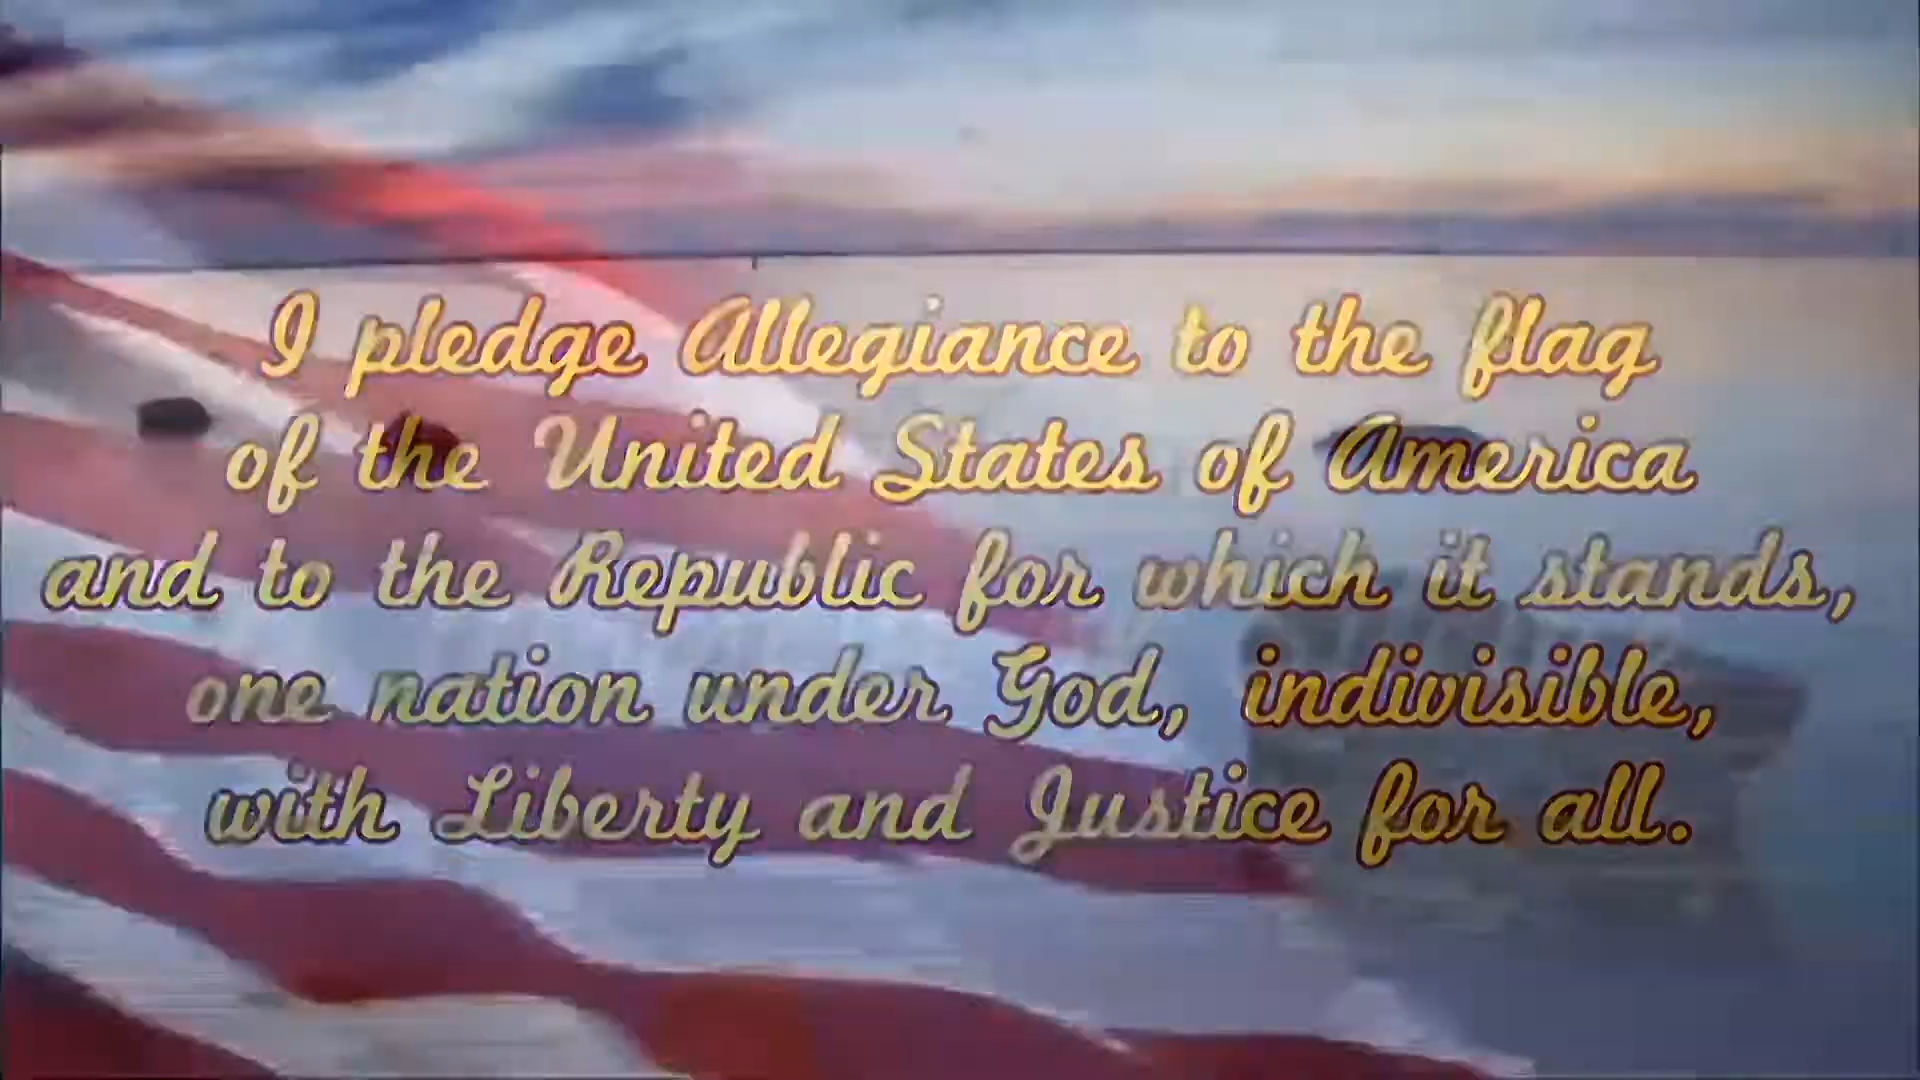 I pledge Allegiance to the flag
of the United States of America
and to the Republic for which it stands,
one nation under God, indivisible,
with Liberty and Justice for all.